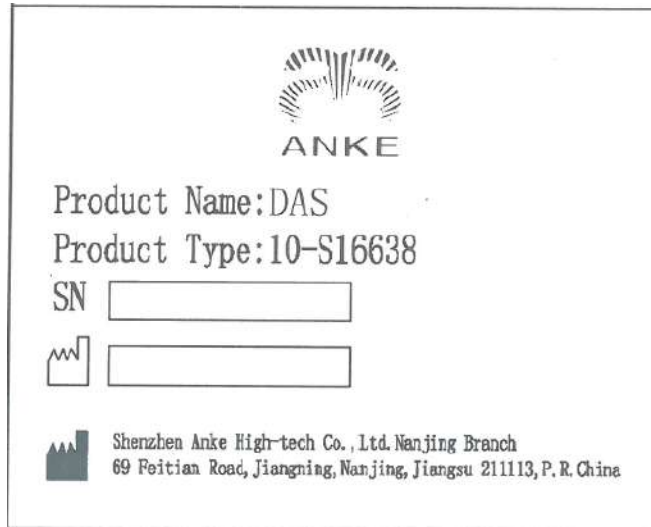 ANKE
Product Name:DAS
Product Type:10-S16638
SN
Shenzhen Anke High-tech Co.,Ltd.Nanjing Branch
69 Feitian Road,Jiangning,Nanjing,Jiangsu 211113,P.R.China